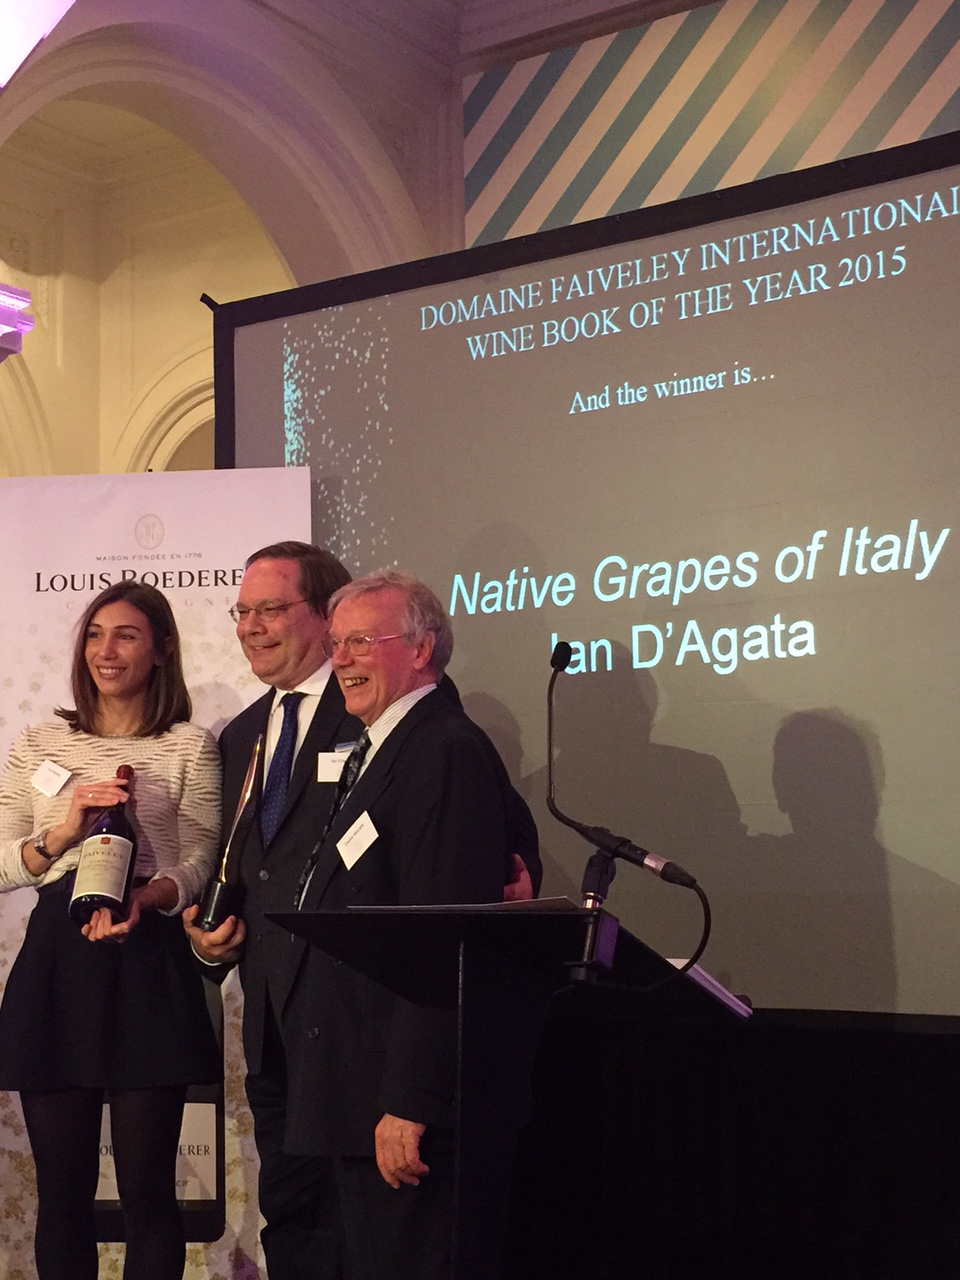 DOMAINE FAIVELEY INTERNATIONAL
WINE BOOK OF THE YEAR 2015
And the winner is…
Native Grapes of Italy
Ian D'Agata
MAISON FONDÉE EN 1776
LOUIS ROEDERER
FAIVELEY